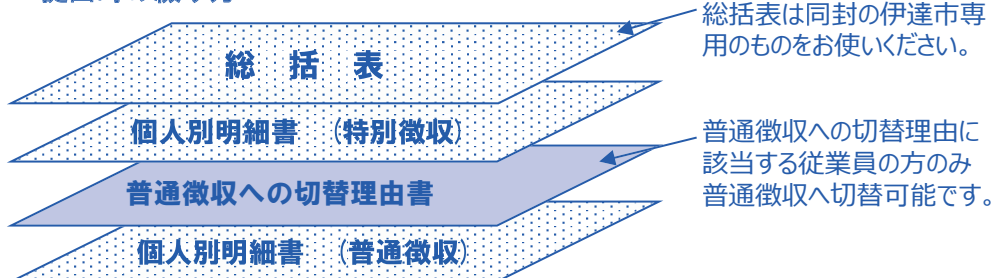 総括表は同封の伊達市専
用のものをお使いください。
総括表
個人別明細書 (特別徴収)
普通徴収への切替理由に
該当する従業員の方のみ
普通徴収へ切替可能です。
普通徴収への切替理由書
個人別明細書 (普通徴収)